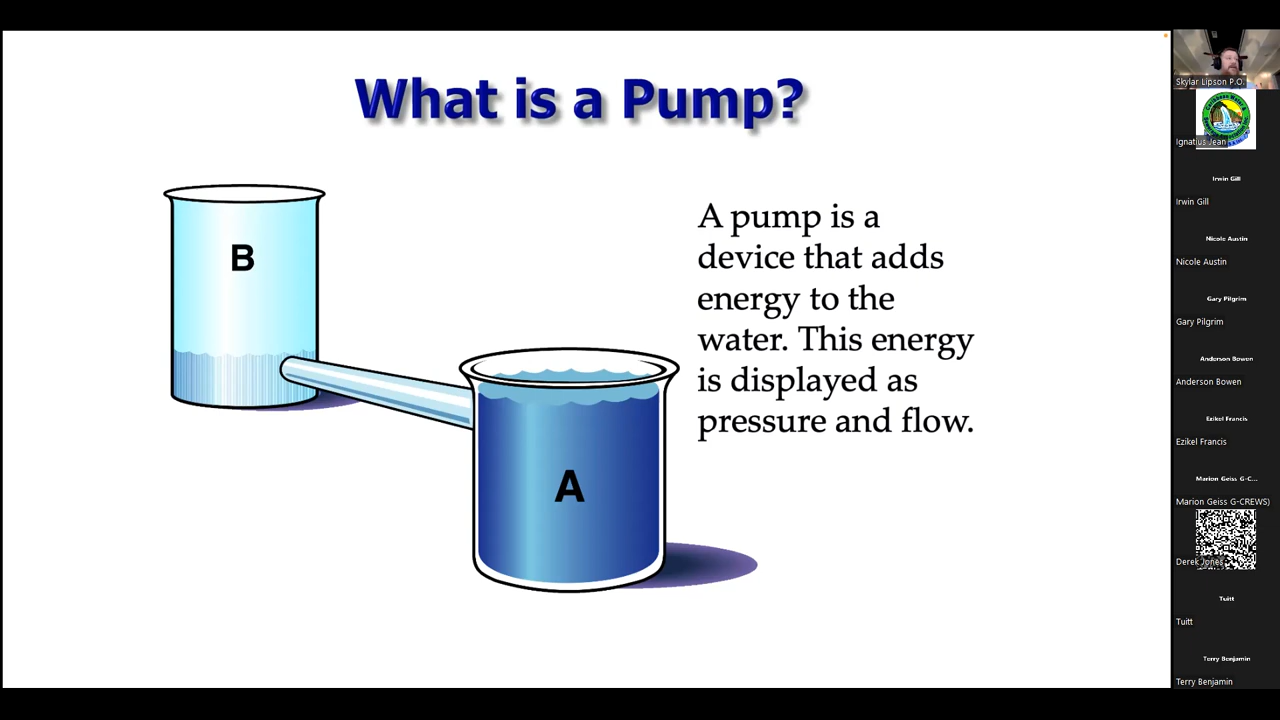 What is a Pump?
B
A
A pump is a
device that adds
energy to the
water. This energy
is displayed as
pressure and flow.
Skylar Lipson P.O.
Ignatius Jean
Irwin Gill
Irwin Gill
Nicole Austin
Nicole Austin
Gary Pilgrim
Gary Pilgrim
Anderson Bowen
Anderson Bowen
Ezikel Francis
Ezikel Francis
Marion Geiss G-C...
Marion Geiss G-CREWS)
Derek Jones
Tuitt
Tuitt
Terry Benjamin
Terry Benjamin